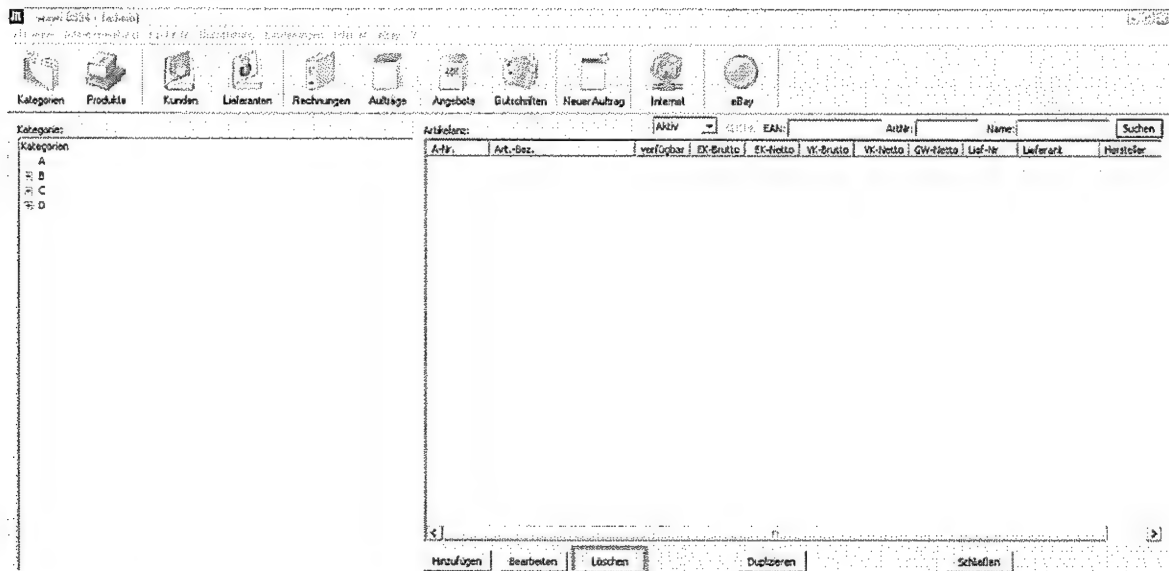 Kategorien Produkte Kunden Lieferanten Rechnungen Aufträge Angebote Gutschriften Neuer Auftrag Internet eBay
Kategorie: Artikelanz: Aktiv EAN: ArtNr: Name: Suchen
Kategorien A-Nr. Art.-Bez. verfügbar EK-Brutto EK-Netto VK-Brutto VK-Netto GW-Netto Lief-Nr Lieferant Hersteller
A
B
C
D
Hinzufügen Bearbeiten Löschen Duplizieren Schließen